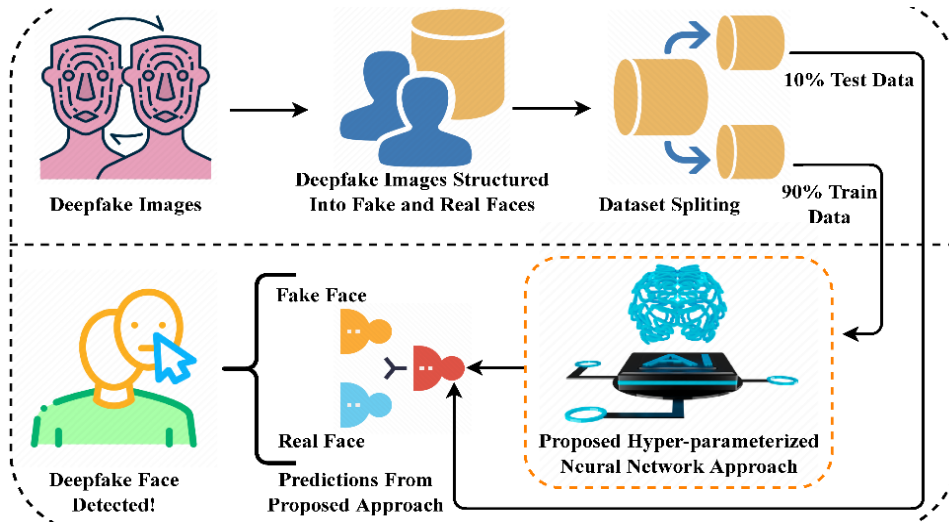 10% Test Data
90% Train
Data
Deepfake Images
Deepfake Images Structured
Into Fake and Real Faces
Dataset Spliting
Fake Face
Real Face
AI
Proposed Hyper-parameterized
Neural Network Approach
Predictions From
Proposed Approach
Deepfake Face
Detected!